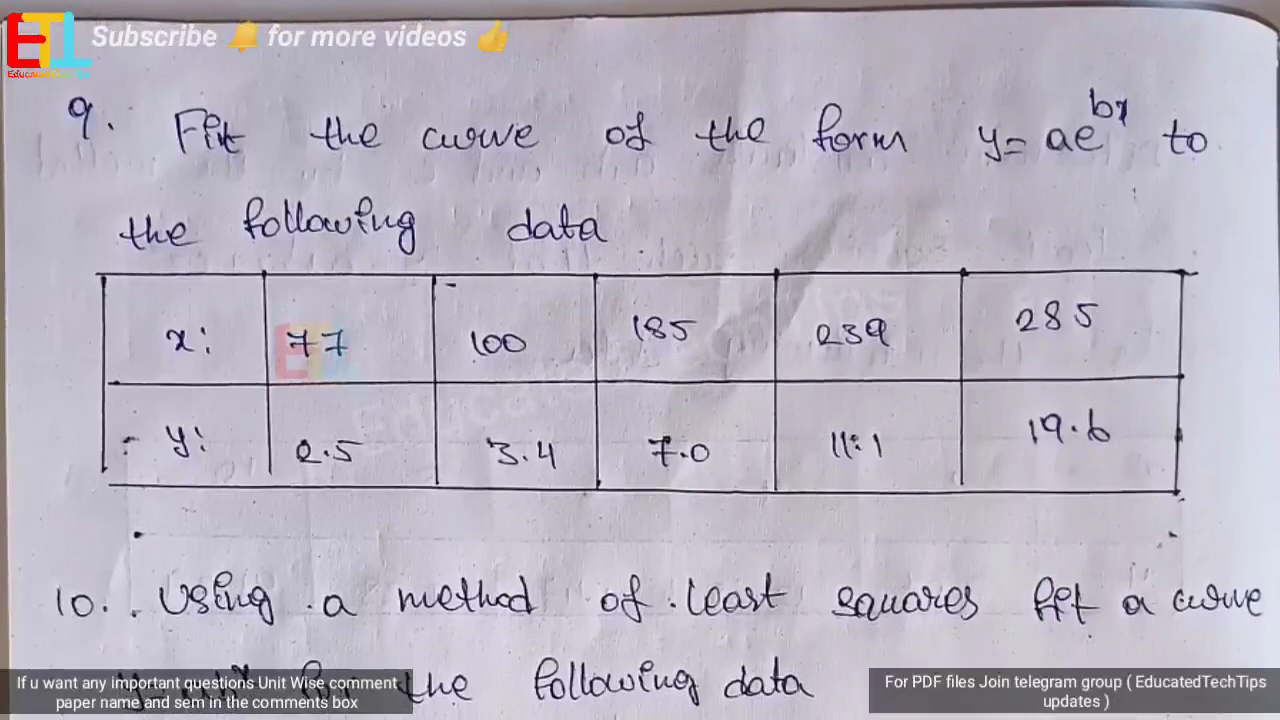 ETL Subscribe 🔔 for more videos 👍
EducatedTechTips
9. Fit the curve of the form y = ae^bx to
the following data
x: 77 100 185 239 285
y: 2.5 3.4 7.0 11.1 19.6
10. Using a method of least squares fit a curve
for the following data
If u want any important questions Unit Wise comment
paper name and sem in the comments box
For PDF files Join telegram group ( EducatedTechTips
updates )